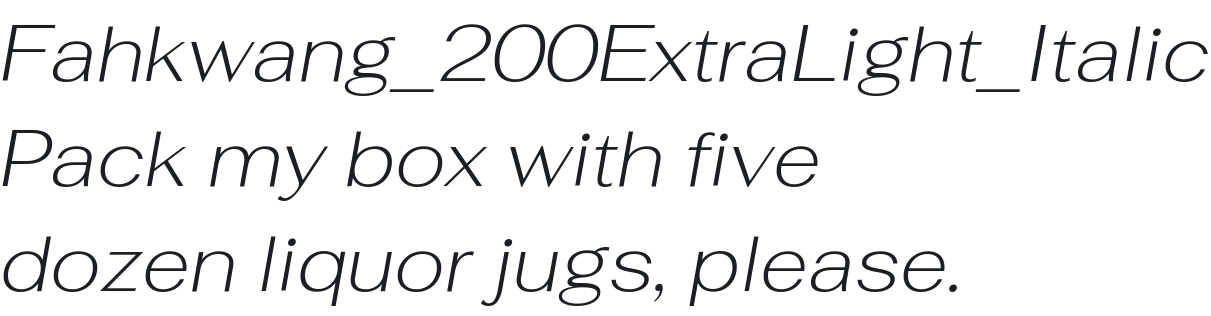 Fahkwang_200ExtraLight_Italic
Pack my box with five
dozen liquor jugs, please.